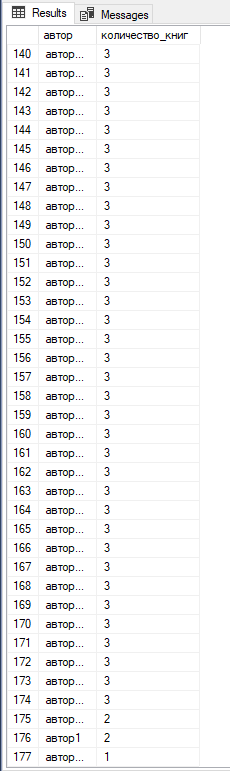 Results Messages
автор количество_книг
140 автор... 3
141 автор... 3
142 автор... 3
143 автор... 3
144 автор... 3
145 автор... 3
146 автор... 3
147 автор... 3
148 автор... 3
149 автор... 3
150 автор... 3
151 автор... 3
152 автор... 3
153 автор... 3
154 автор... 3
155 автор... 3
156 автор... 3
157 автор... 3
158 автор... 3
159 автор... 3
160 автор... 3
161 автор... 3
162 автор... 3
163 автор... 3
164 автор... 3
165 автор... 3
166 автор... 3
167 автор... 3
168 автор... 3
169 автор... 3
170 автор... 3
171 автор... 3
172 автор... 3
173 автор... 3
174 автор... 3
175 автор... 2
176 автор1 2
177 автор... 1